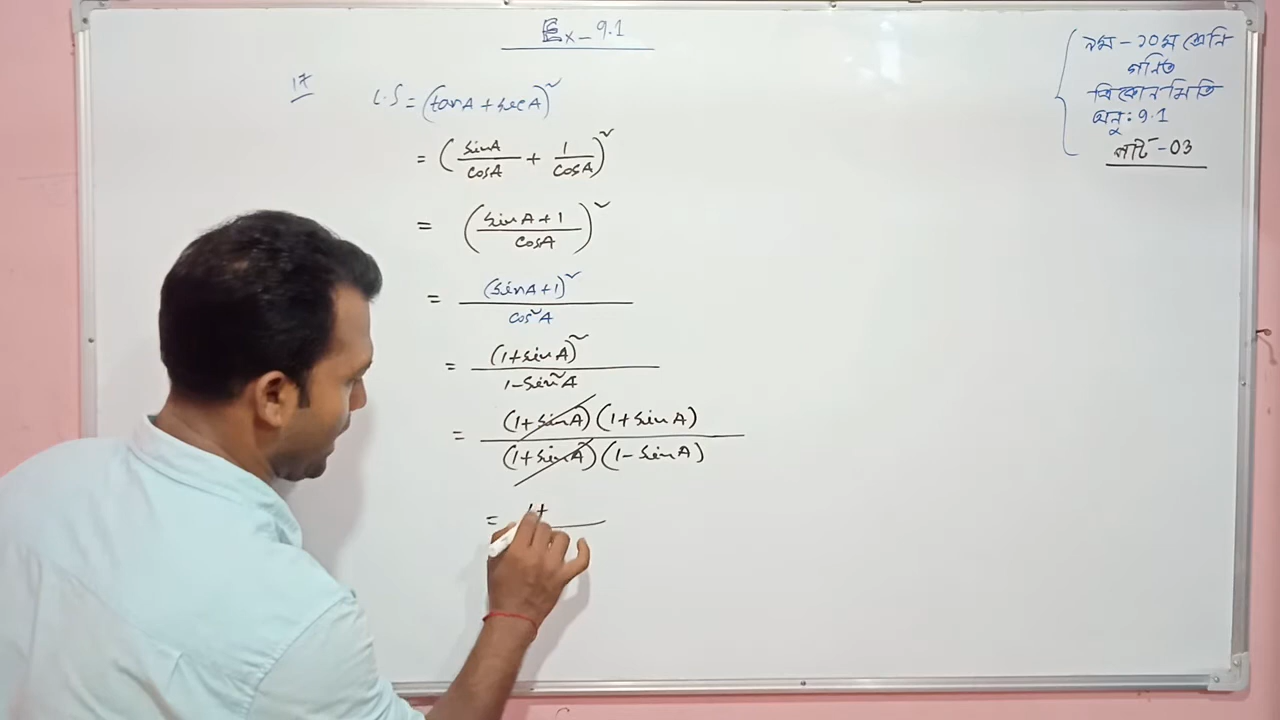 Ex - 9.1
17
L.S = (tanA + secA)²
= (sinA/cosA + 1/cosA)²
= ((sinA + 1)/cosA)²
= (sinA + 1)²/cos²A
= (1 + sinA)²/1 - sin²A
= (1 + sinA)(1 + sinA)/(1 + sinA)(1 - sinA)
= 1 +
৯ম - ১০ম শ্রেনি
গনিত
ত্রিকোনমিতি
অনু: 9.1
পার্ট - 03